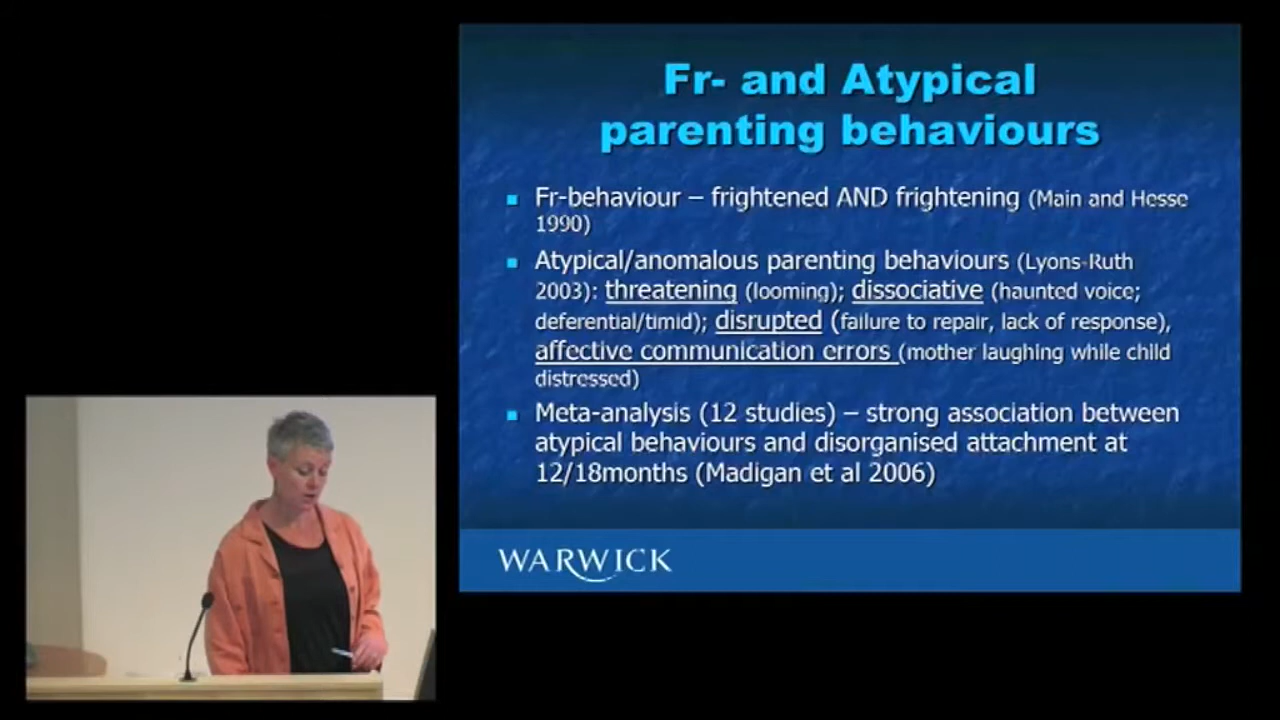 Fr- and Atypical
parenting behaviours
Fr-behaviour – frightened AND frightening (Main and Hesse
1990)
Atypical/anomalous parenting behaviours (Lyons-Ruth
2003): threatening (looming); dissociative (haunted voice;
deferential/timid); disrupted (failure to repair, lack of response),
affective communication errors (mother laughing while child
distressed)
Meta-analysis (12 studies) – strong association between
atypical behaviours and disorganised attachment at
12/18months (Madigan et al 2006)
WARWICK